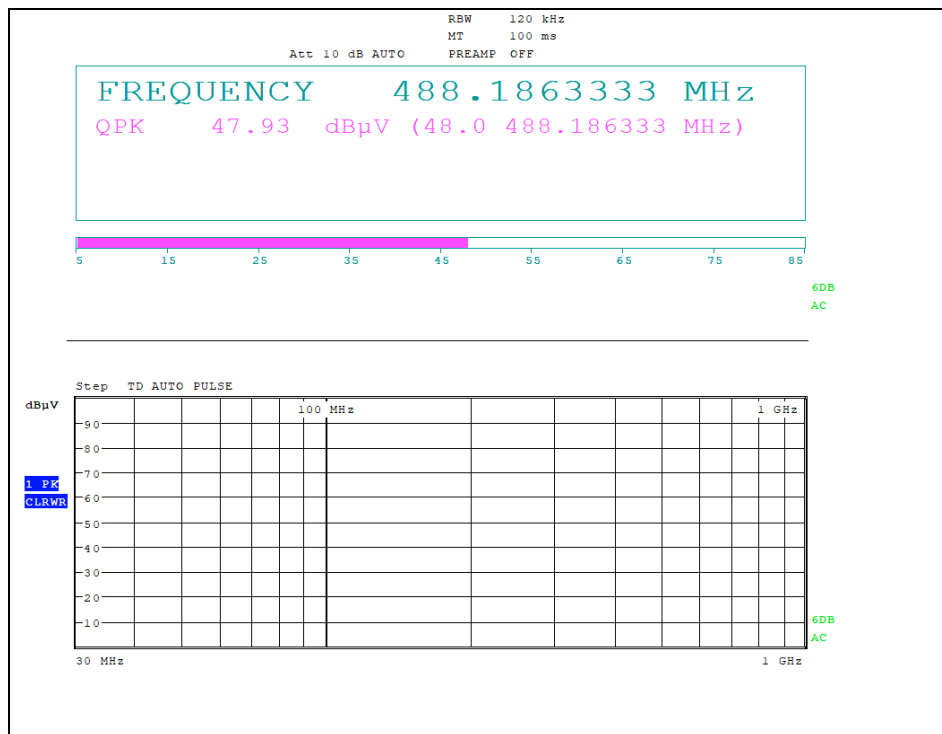 RBW 120 kHz
MT 100 ms
Att 10 dB AUTO PREAMP OFF
FREQUENCY 488.1863333 MHz
QPK 47.93 dBµV (48.0 488.186333 MHz)
5 15 25 35 45 55 65 75 85
6DB
AC
Step TD AUTO PULSE
dBµV
100 MHz 1 GHz
90
80
70
1 PK
60
CLRWR
50
40
30
20
10
6DB
AC
30 MHz 1 GHz